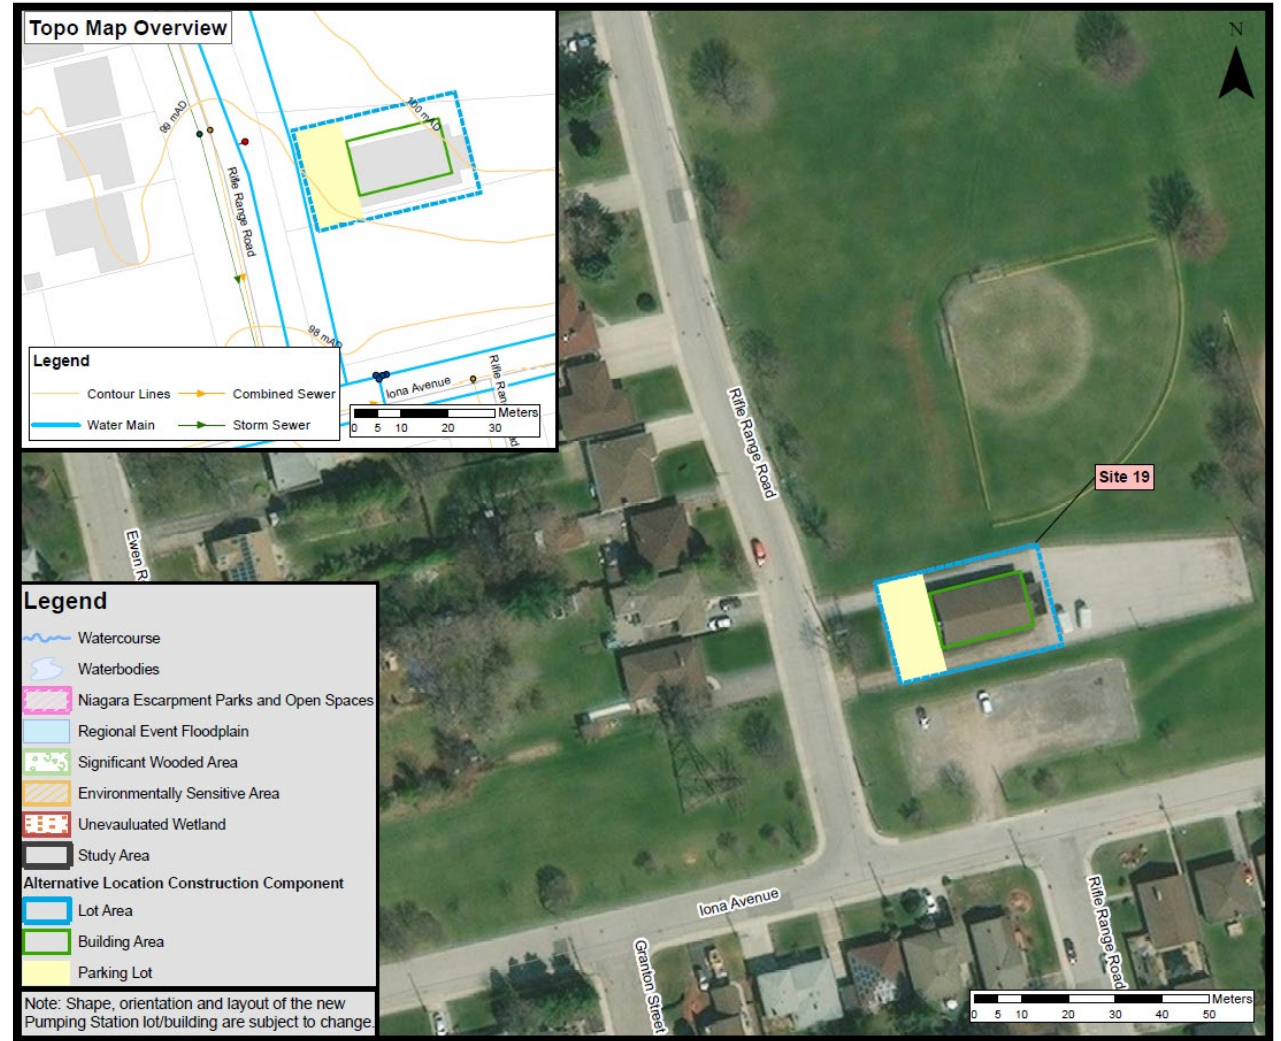 Topo Map Overview
N
99 mAD
100 mAD
Rifle Range Road
98 mAD
Iona Avenue
Legend
Contour Lines
Combined Sewer
Water Main
Storm Sewer
Meters
0 5 10 20 30
Rifle Range Road
Site 19
Ewen R
Legend
Watercourse
Waterbodies
Niagara Escarpment Parks and Open Spaces
Regional Event Floodplain
Significant Wooded Area
Environmentally Sensitive Area
Unevauluated Wetland
Study Area
Alternative Location Construction Component
Lot Area
Building Area
Parking Lot
Note: Shape, orientation and layout of the new
Pumping Station lot/building are subject to change.
Iona Avenue
Granton Street
Rifle Range Road
Meters
0 5 10 20 30 40 50